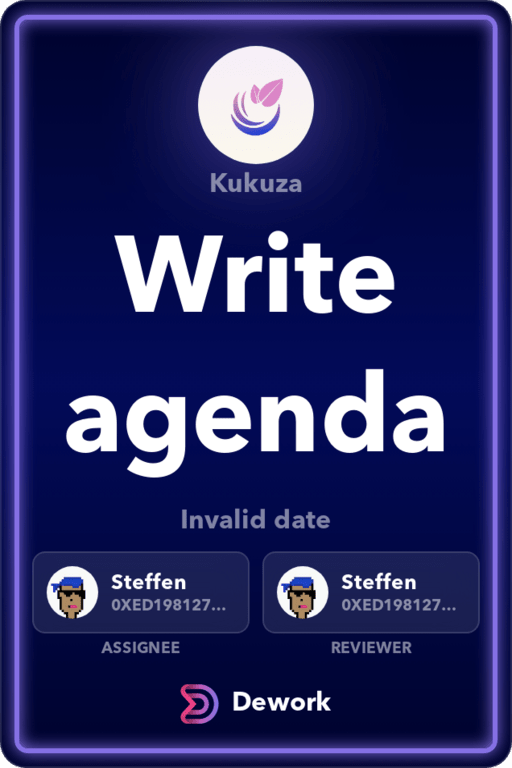 Kukuza
Write
agenda
Invalid date
Steffen
0XED198127...
Steffen
0XED198127...
ASSIGNEE
REVIEWER
Dework